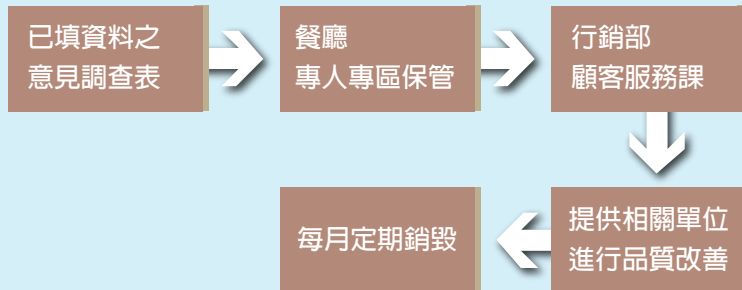 已填資料之
意見調查表
餐廳
專人專區保管
行銷部
顧客服務課
提供相關單位
進行品質改善
每月定期銷毀